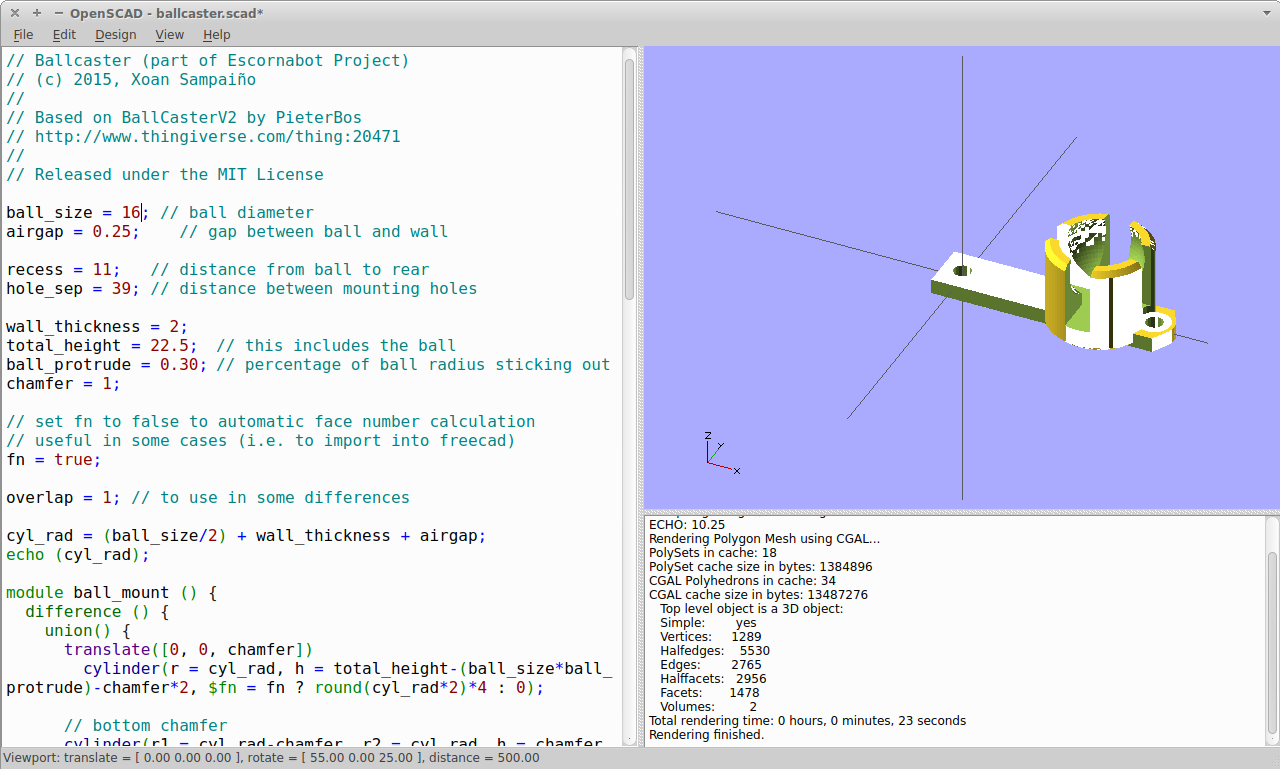 OpenSCAD - ballcaster.scad*
File Edit Design View Help
// Ballcaster (part of Escornabot Project)
// (c) 2015, Xoan Sampaiño
//
// Based on BallCasterV2 by PieterBos
// http://www.thingiverse.com/thing:20471
//
// Released under the MIT License
ball_size = 16; // ball diameter
airgap = 0.25;    // gap between ball and wall
recess = 11;   // distance from ball to rear
hole_sep = 39; // distance between mounting holes
wall_thickness = 2;
total_height = 22.5;  // this includes the ball
ball_protrude = 0.30; // percentage of ball radius sticking out
chamfer = 1;
// set fn to false to automatic face number calculation
// useful in some cases (i.e. to import into freecad)
fn = true;
overlap = 1; // to use in some differences
cyl_rad = (ball_size/2) + wall_thickness + airgap;
echo (cyl_rad);
module ball_mount () {
  difference () {
    union() {
      translate([0, 0, chamfer])
        cylinder(r = cyl_rad, h = total_height-(ball_size*ball_
protrude)-chamfer*2, $fn = fn ? round(cyl_rad*2)*4 : 0);
      // bottom chamfer
      cylinder(r1 = cyl_rad-chamfer, r2 = cyl_rad, h = chamfer,
Z
Y
X
ECHO: 10.25
Rendering Polygon Mesh using CGAL...
PolySets in cache: 18
PolySet cache size in bytes: 1384896
CGAL Polyhedrons in cache: 34
CGAL cache size in bytes: 13487276
Top level object is a 3D object:
Simple: yes
Vertices: 1289
Halfedges: 5530
Edges: 2765
Halffacets: 2956
Facets: 1478
Volumes: 2
Total rendering time: 0 hours, 0 minutes, 23 seconds
Rendering finished.
Viewport: translate = [ 0.00 0.00 0.00 ], rotate = [ 55.00 0.00 25.00 ], distance = 500.00